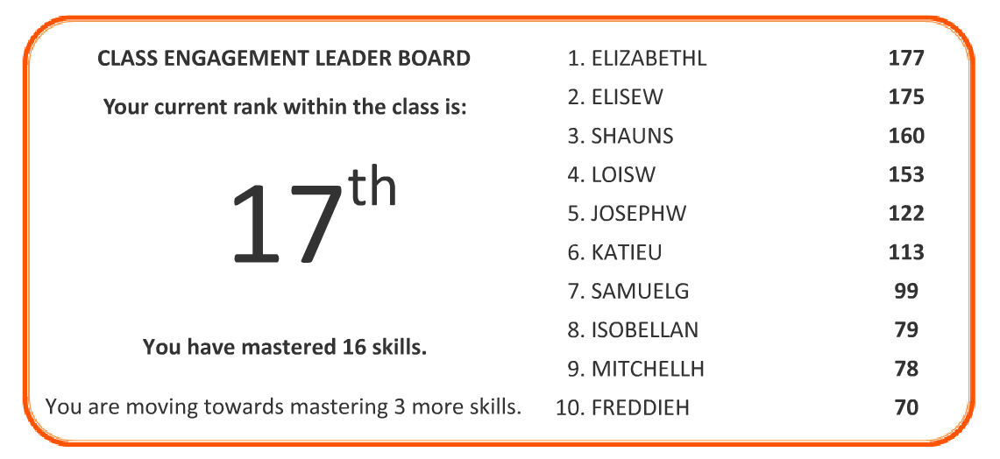 CLASS ENGAGEMENT LEADER BOARD
Your current rank within the class is:
17th
You have mastered 16 skills.
You are moving towards mastering 3 more skills.
1. ELIZABETHL 177
2. ELISEW 175
3. SHAUNS 160
4. LOISW 153
5. JOSEPHW 122
6. KATIEU 113
7. SAMUELG 99
8. ISOBELLAN 79
9. MITCHELLH 78
10. FREDDIEH 70